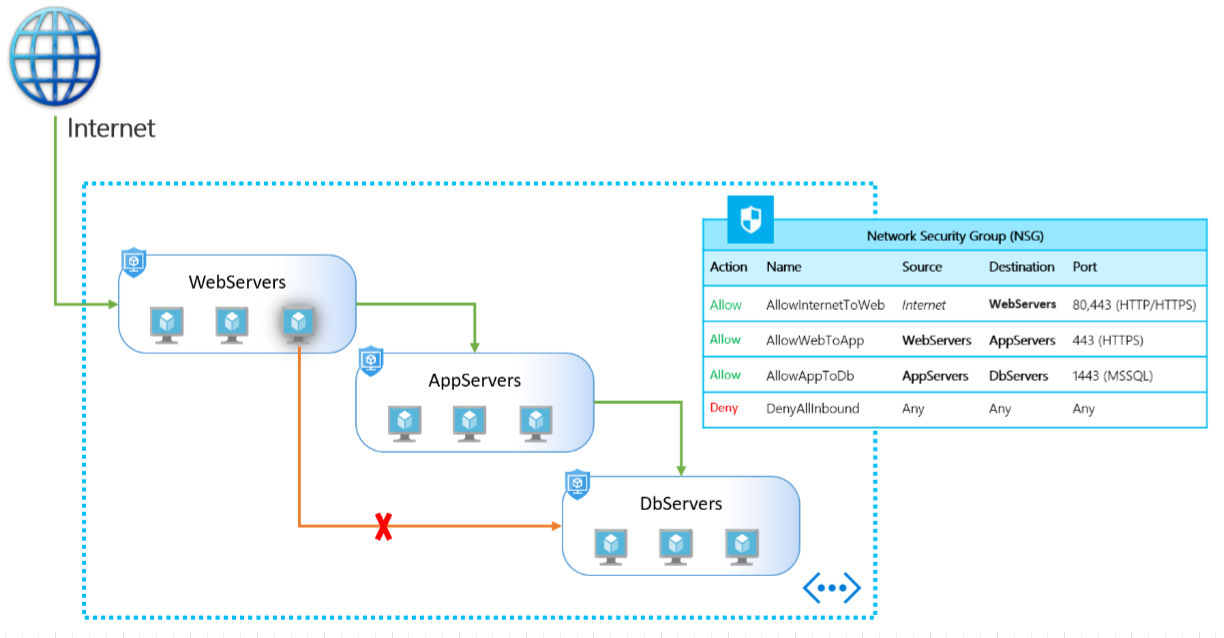 Internet
WebServers
AppServers
DbServers
Network Security Group (NSG)
Action Name Source Destination Port
Allow AllowInternetToWeb Internet WebServers 80,443 (HTTP/HTTPS)
Allow AllowWebToApp WebServers AppServers 443 (HTTPS)
Allow AllowAppToDb AppServers DbServers 1443 (MSSQL)
Deny DenyAllInbound Any Any Any